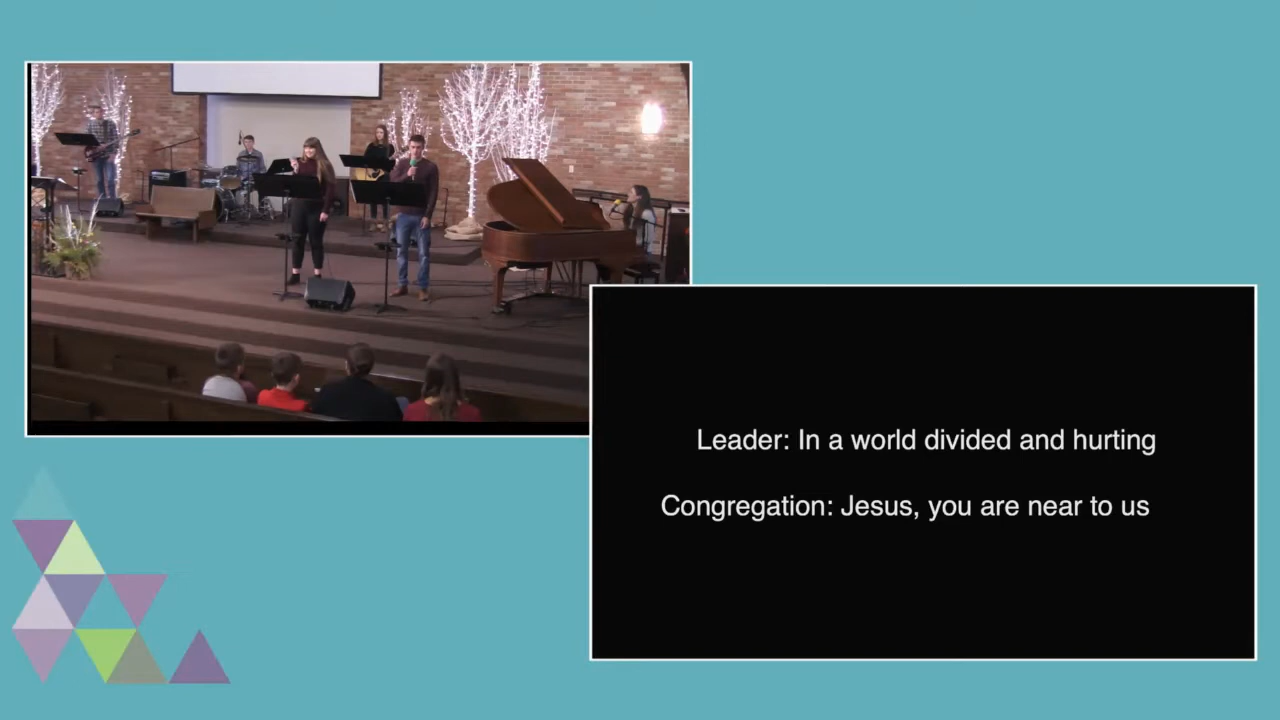 Leader: In a world divided and hurting
Congregation: Jesus, you are near to us